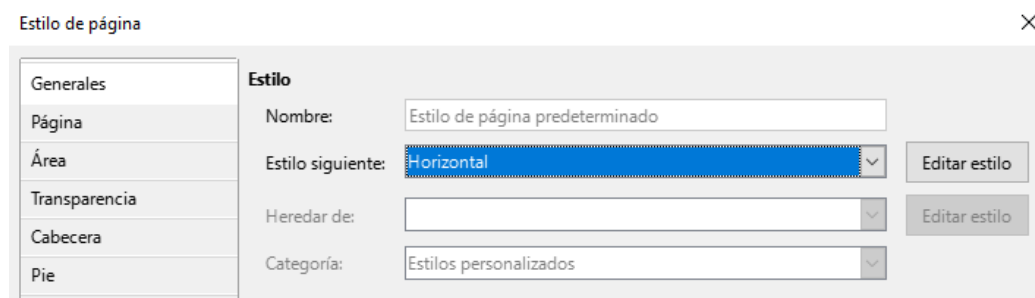 Estilo de página
Generales
Página
Área
Transparencia
Cabecera
Pie
Estilo
Nombre: Estilo de página predeterminado
Estilo siguiente: Horizontal Editar estilo
Heredar de: Editar estilo
Categoría: Estilos personalizados